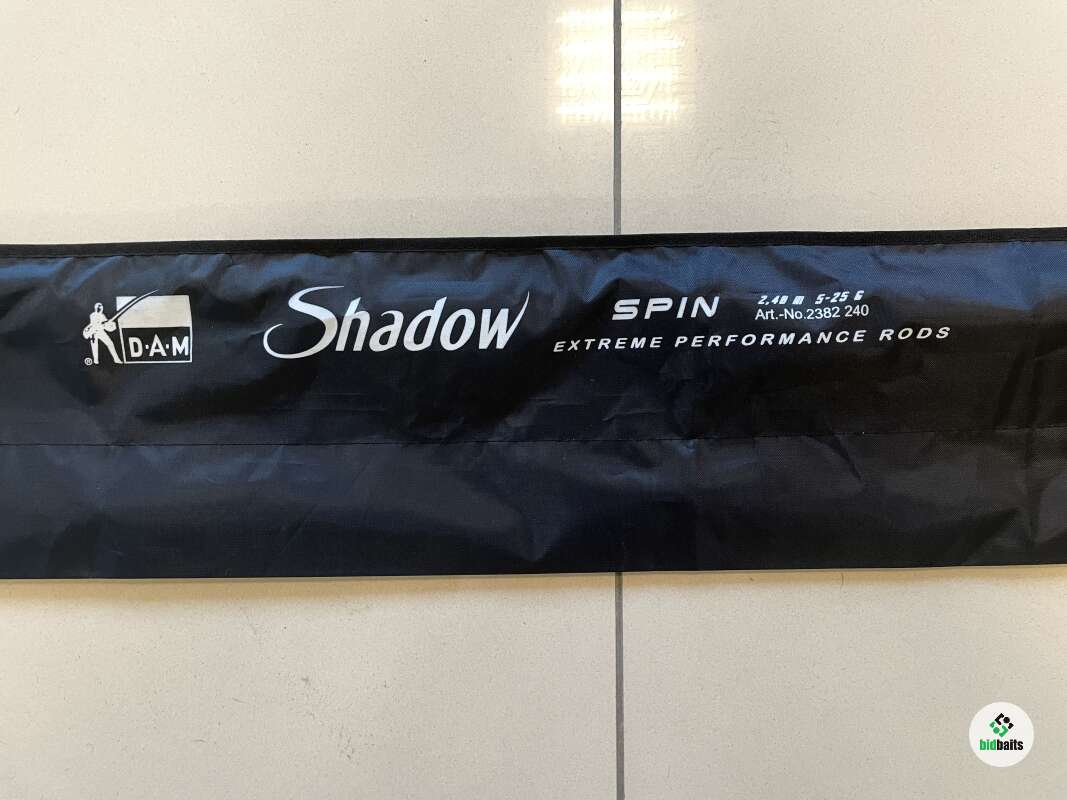 D·A·M
®
Shadow
SPIN
2,40 m 5-25 G
Art.-No.2382 240
EXTREME PERFORMANCE RODS
bidbaits